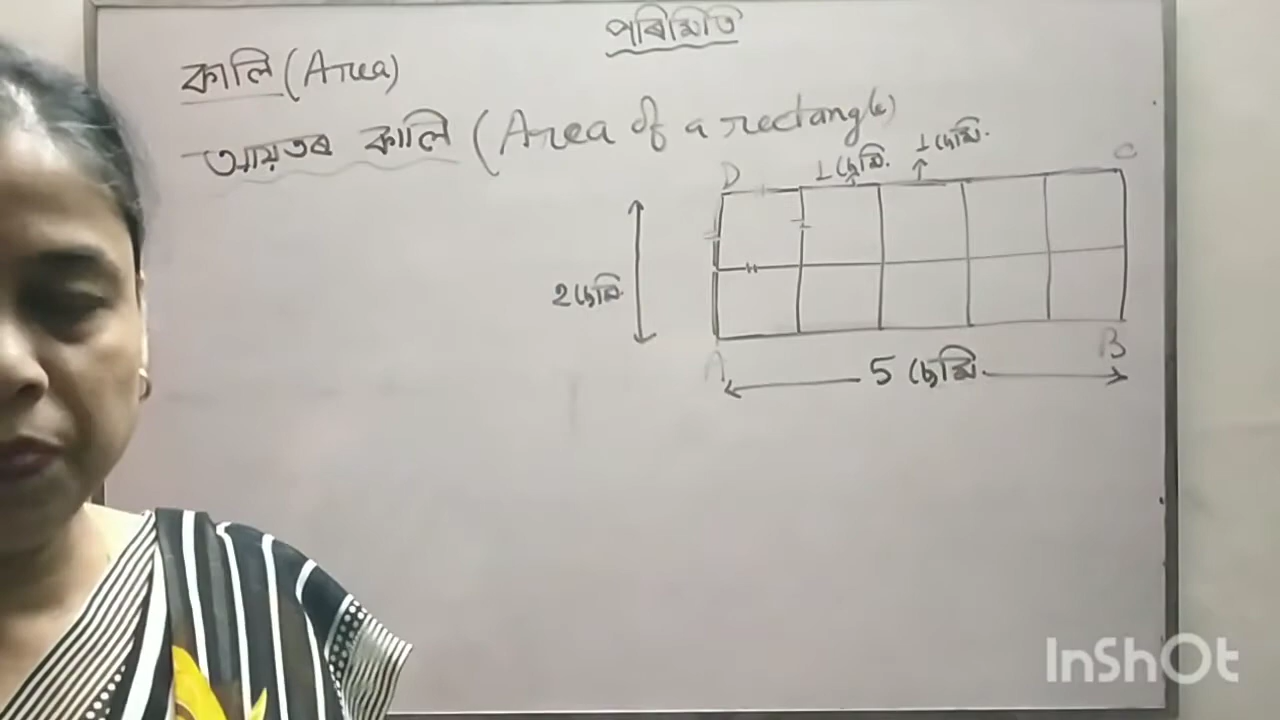 পৰিমিতি
কালি (Area)
আয়তৰ কালি (Area of a rectangle)
1 ছেমি.
1 ছেমি.
D
C
2 ছেমি.
A
B
5 ছেমি.
InShOt